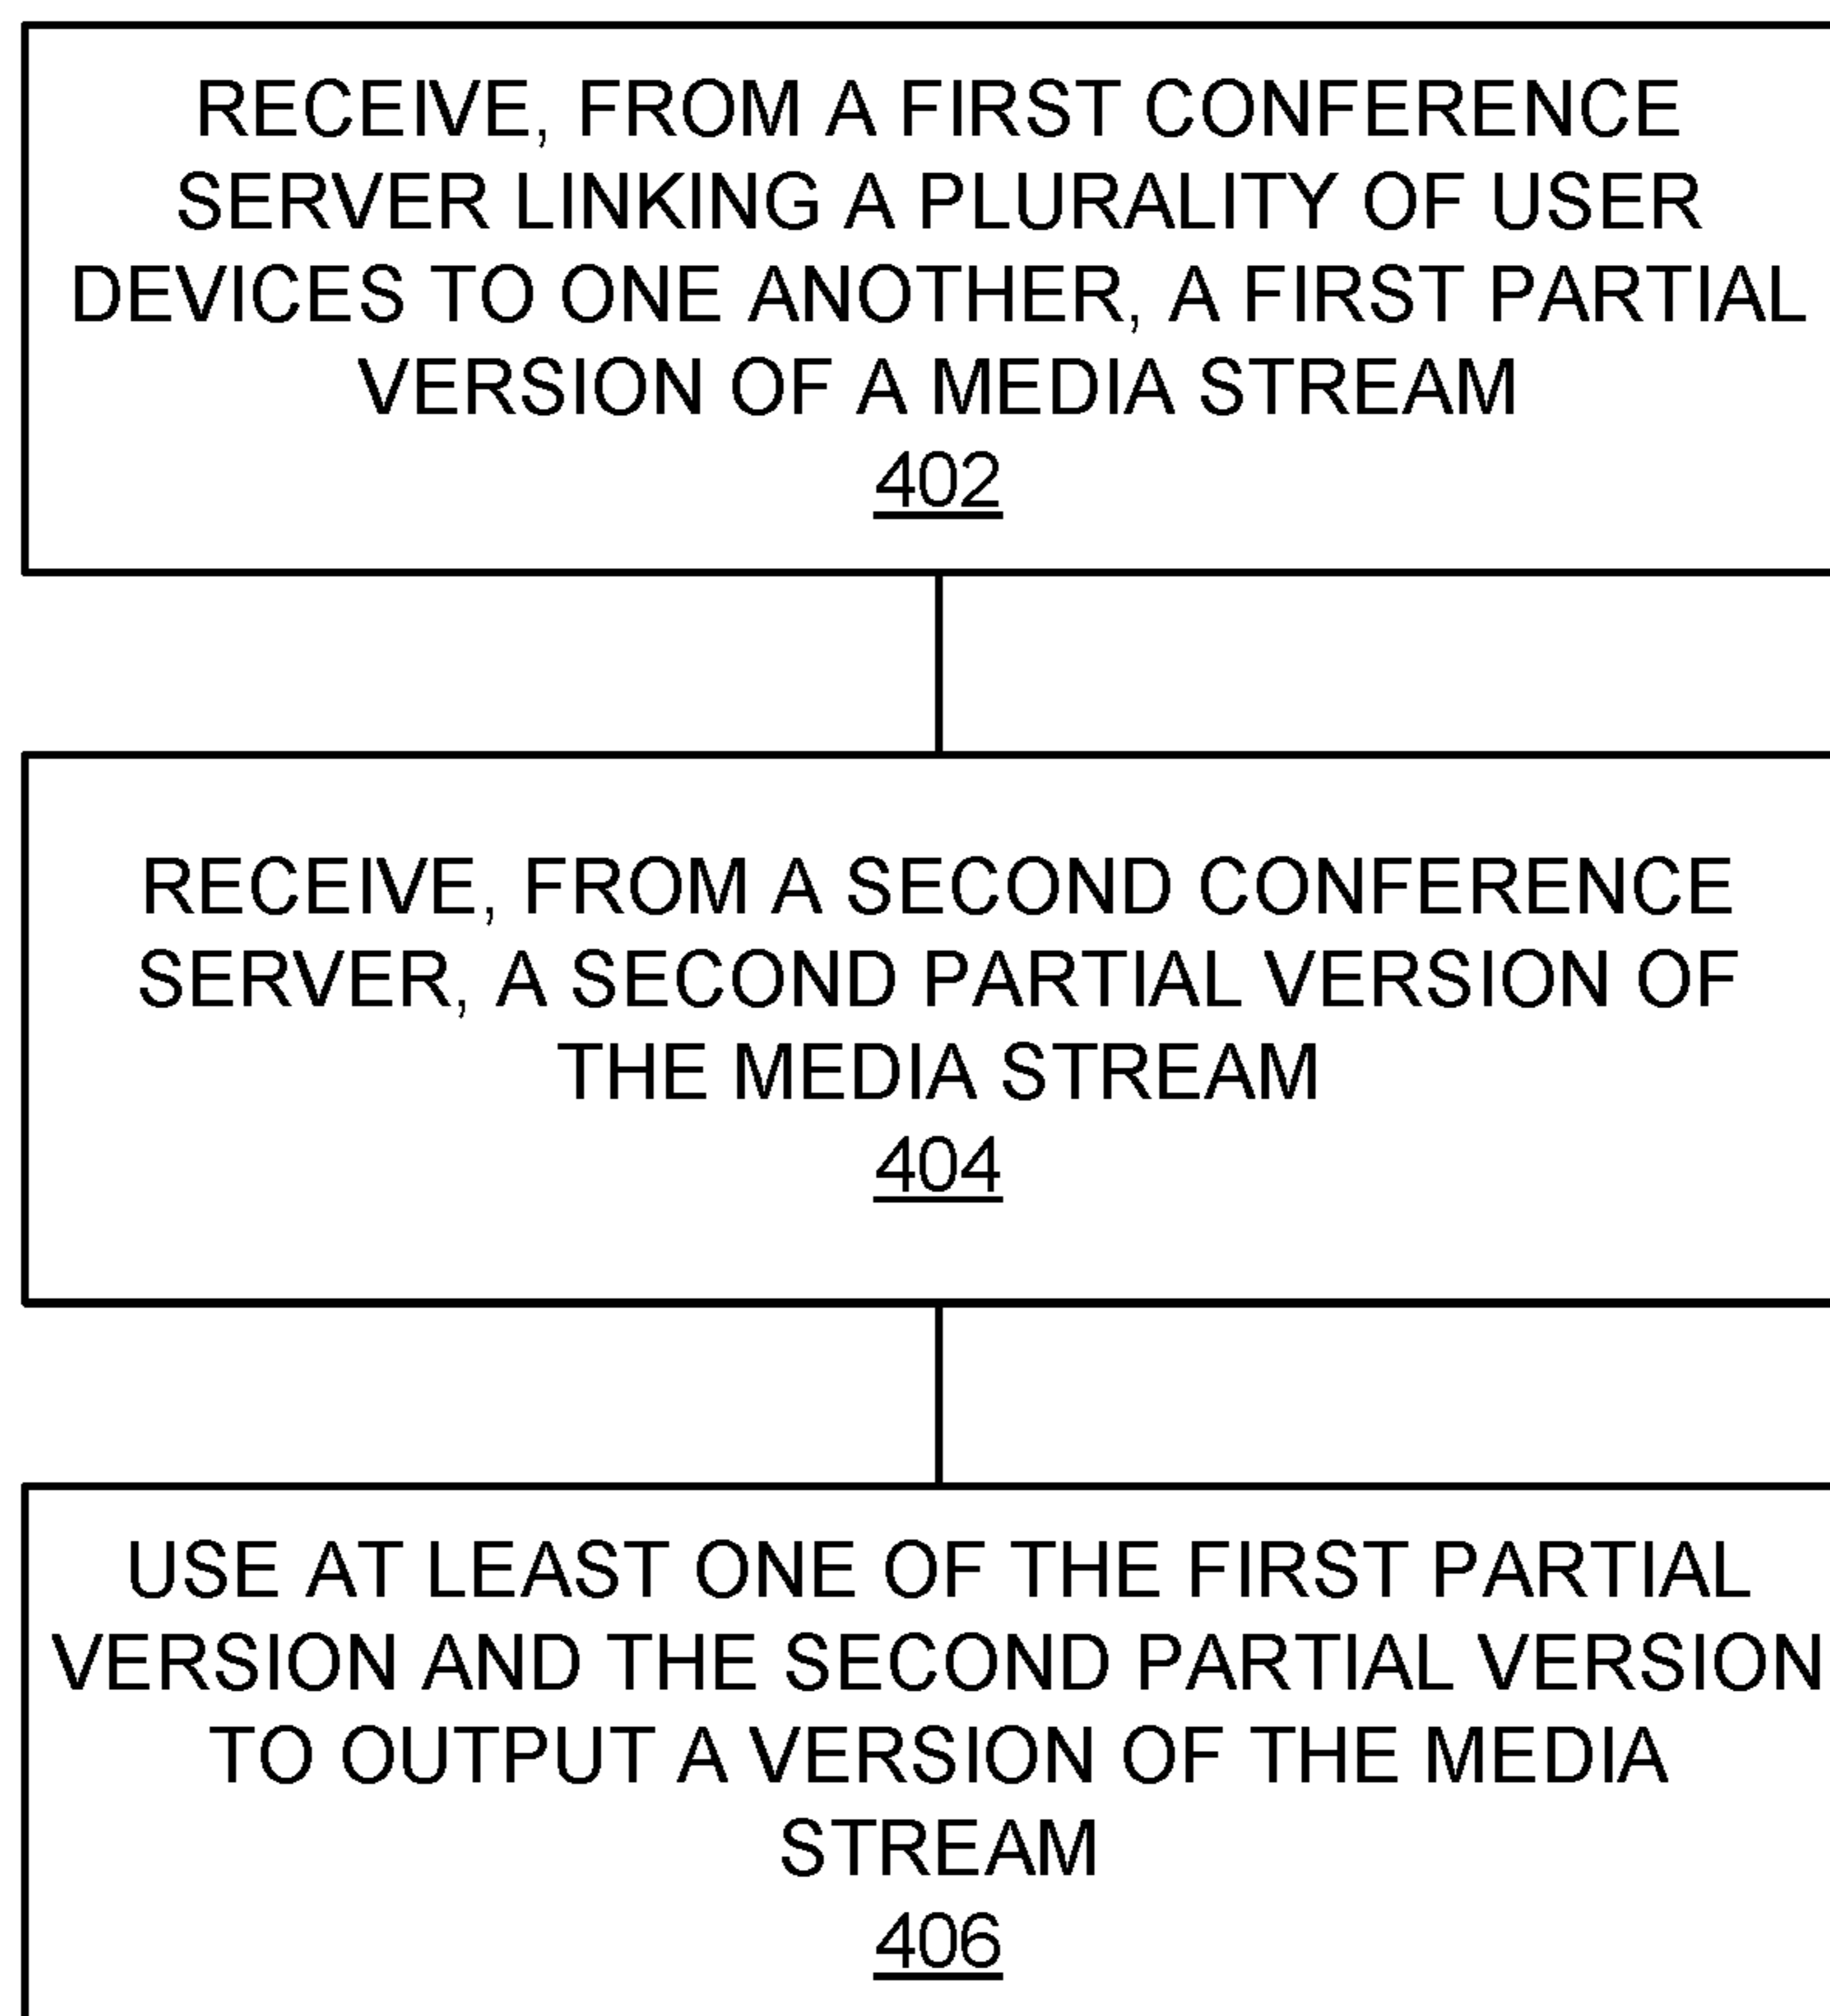 RECEIVE, FROM A FIRST CONFERENCE
SERVER LINKING A PLURALITY OF USER
DEVICES TO ONE ANOTHER, A FIRST PARTIAL
VERSION OF A MEDIA STREAM
402
RECEIVE, FROM A SECOND CONFERENCE
SERVER, A SECOND PARTIAL VERSION OF
THE MEDIA STREAM
404
USE AT LEAST ONE OF THE FIRST PARTIAL
VERSION AND THE SECOND PARTIAL VERSION
TO OUTPUT A VERSION OF THE MEDIA
STREAM
406